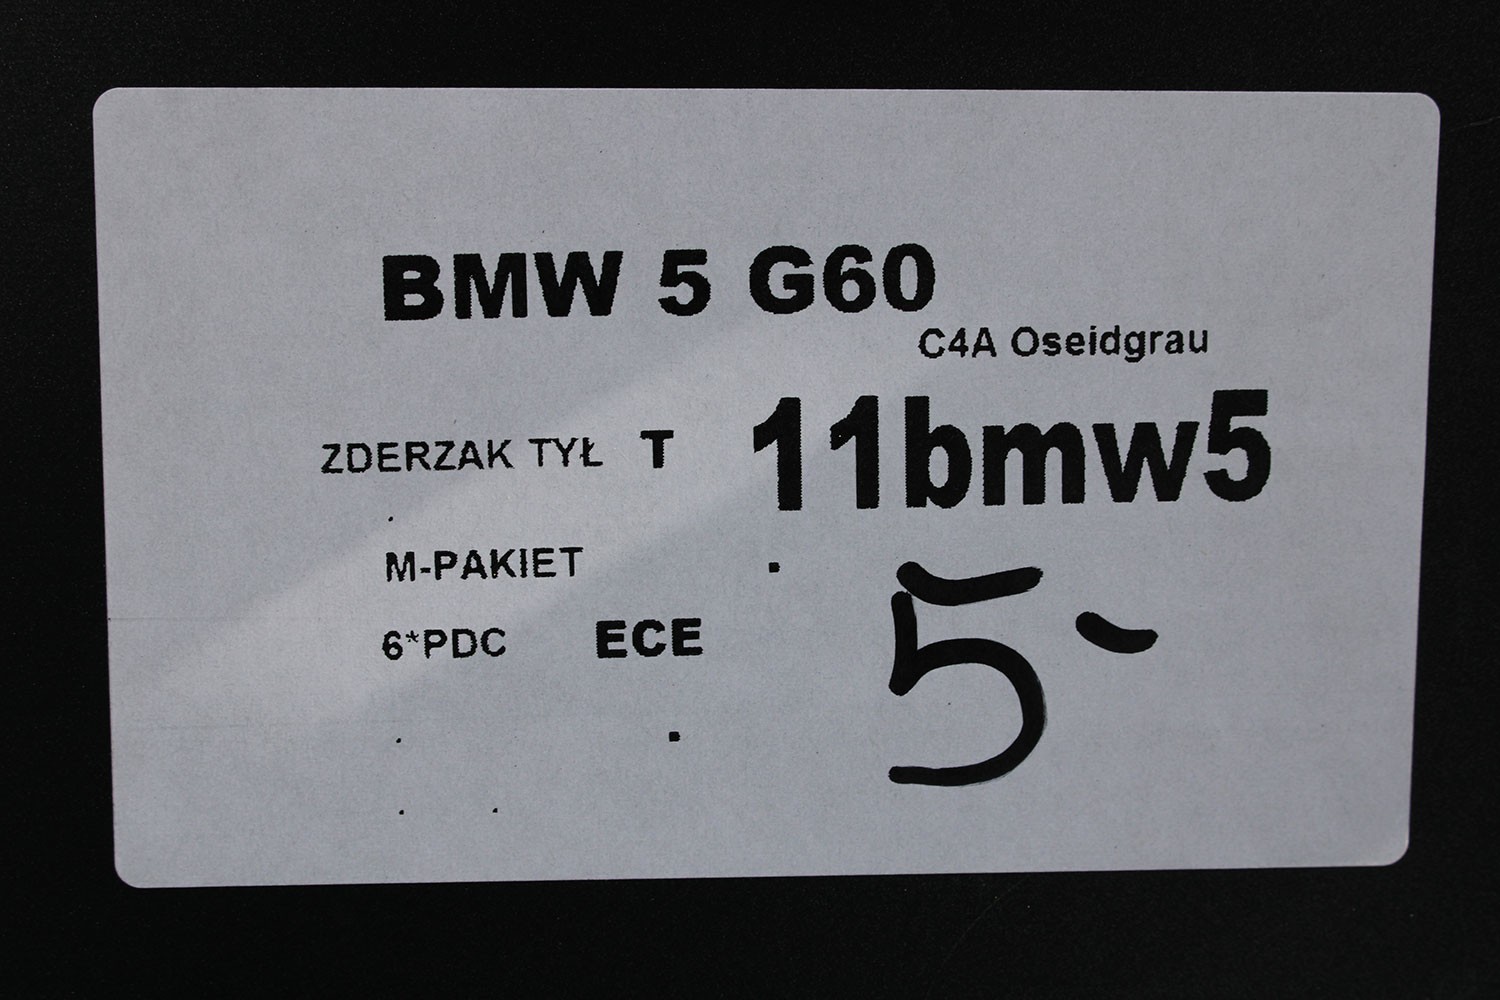 BMW 5 G60
C4A Oseidgrau
ZDERZAK TYŁ T 11bmw5
M-PAKIET
6*PDC ECE
5-